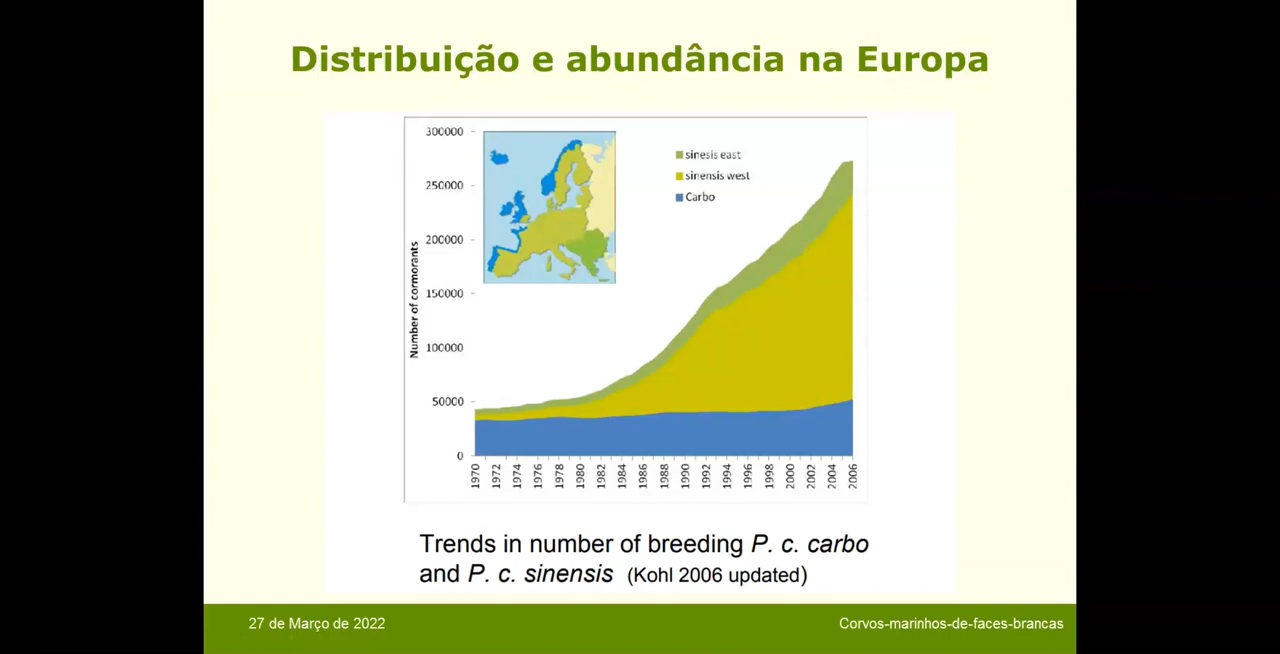 Distribuição e abundância na Europa
300000
250000
200000
150000
100000
50000
0
Number of cormorants
sinesis east
sinensis west
Carbo
1970
1972
1974
1976
1978
1980
1982
1984
1986
1988
1990
1992
1994
1996
1998
2000
2002
2004
2006
Trends in number of breeding P. c. carbo
and P. c. sinensis (Kohl 2006 updated)
27 de Março de 2022
Corvos-marinhos-de-faces-brancas